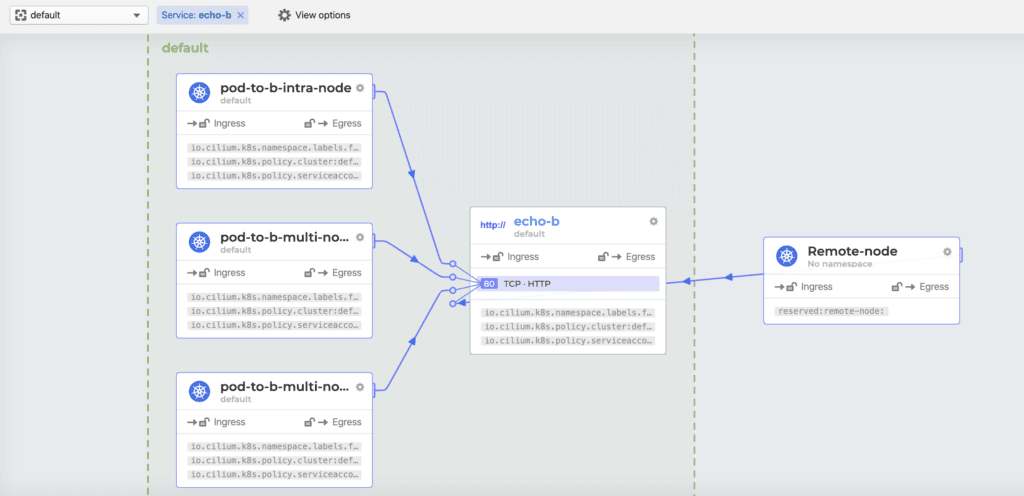 default
Service: echo-b ×
View options
default
pod-to-b-intra-node
default
Ingress
Egress
io.cilium.k8s.namespace.labels.f…
io.cilium.k8s.policy.cluster:def…
io.cilium.k8s.policy.serviceacco…
pod-to-b-multi-no...
default
Ingress
Egress
io.cilium.k8s.namespace.labels.f…
io.cilium.k8s.policy.cluster:def…
io.cilium.k8s.policy.serviceacco…
pod-to-b-multi-no...
default
Ingress
Egress
io.cilium.k8s.namespace.labels.f…
io.cilium.k8s.policy.cluster:def…
io.cilium.k8s.policy.serviceacco…
http:// echo-b
default
Ingress
Egress
80 TCP · HTTP
io.cilium.k8s.namespace.labels.f…
io.cilium.k8s.policy.cluster:def…
io.cilium.k8s.policy.serviceacco…
Remote-node
No namespace
Ingress
Egress
reserved:remote-node: